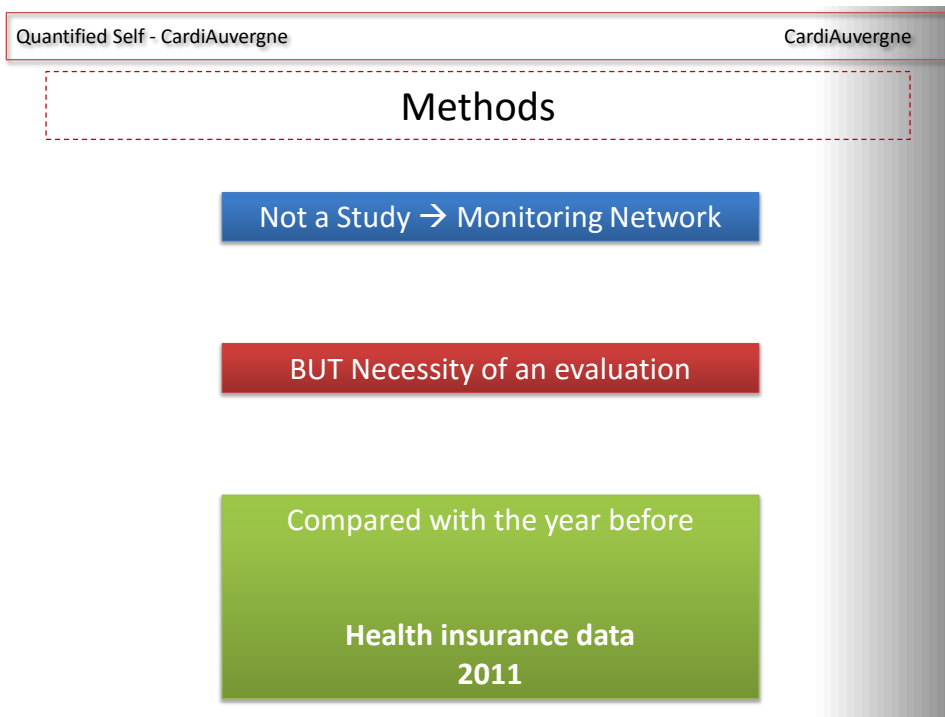 Quantified Self - CardiAuvergne CardiAuvergne
Methods
Not a Study → Monitoring Network
BUT Necessity of an evaluation
Compared with the year before
Health insurance data
2011